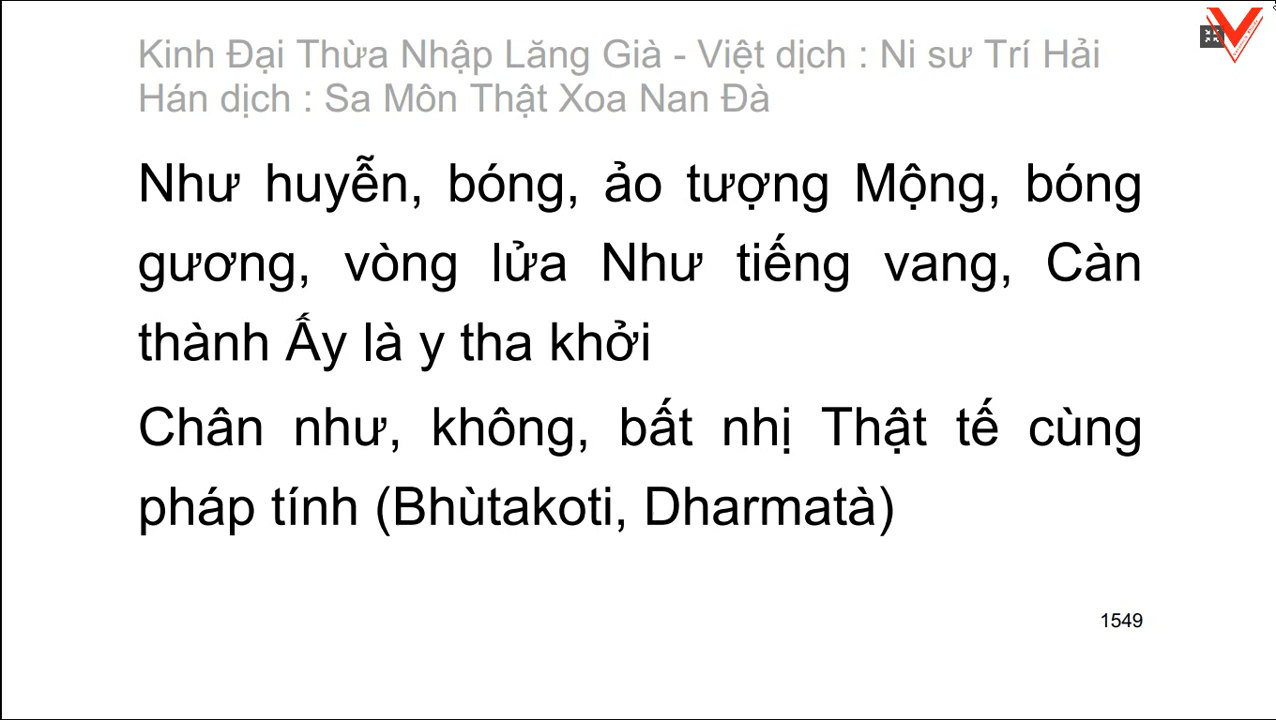 Kinh Đại Thừa Nhập Lăng Già - Việt dịch : Ni sư Trí Hải
Hán dịch : Sa Môn Thật Xoa Nan Đà
Như huyễn, bóng, ảo tượng Mộng, bóng
gương, vòng lửa Như tiếng vang, Càn
thành Ấy là y tha khởi
Chân như, không, bất nhị Thật tế cùng
pháp tính (Bhùtakoti, Dharmatà)
1549